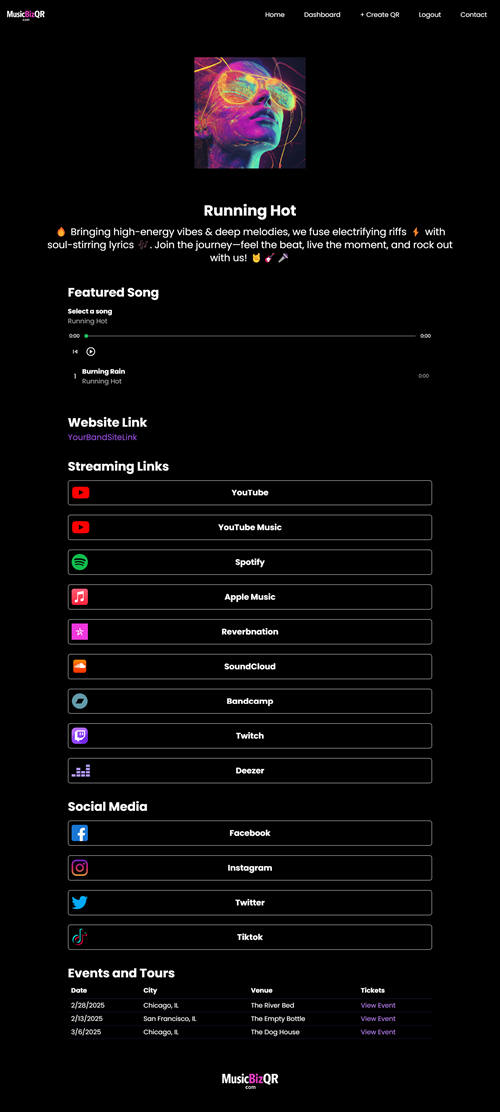 MusicBizQR
.com
Home Dashboard + Create QR Logout Contact
Running Hot
🔥 Bringing high-energy vibes & deep melodies, we fuse electrifying riffs ⚡ with
soul-stirring lyrics 🎶. Join the journey—feel the beat, live the moment, and rock out
with us! 🤘 🎸 🎤
Featured Song
Select a song
Running Hot
0:00 0:00
1 Burning Rain 0:00
Running Hot
Website Link
YourBandSiteLink
Streaming Links
YouTube
YouTube Music
Spotify
Apple Music
Reverbnation
SoundCloud
Bandcamp
Twitch
Deezer
Social Media
Facebook
Instagram
Twitter
Tiktok
Events and Tours
Date City Venue Tickets
2/28/2025 Chicago, IL The River Bed View Event
2/13/2025 San Francisco, IL The Empty Bottle View Event
3/6/2025 Chicago, IL The Dog House View Event
MusicBizQR
.com